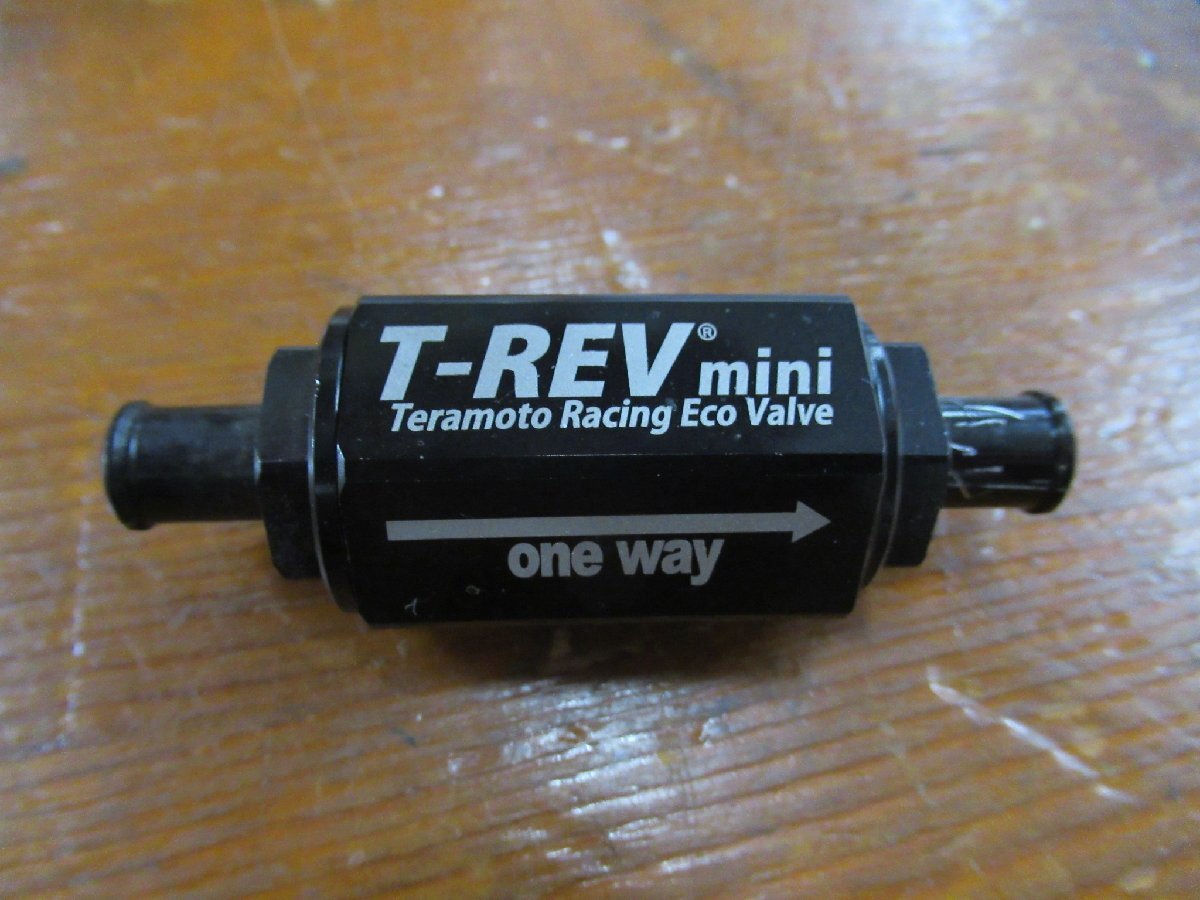 T-REV® mini
Teramoto Racing Eco Valve
one way